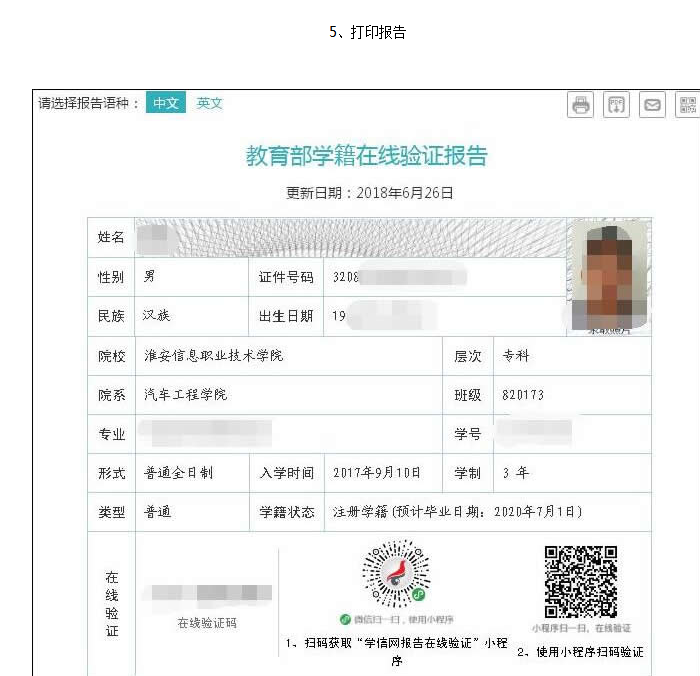 5、打印报告
请选择报告语种： 中文 英文
教育部学籍在线验证报告
更新日期：2018年6月26日
姓名
性别 男 证件号码 3208
民族 汉族 出生日期 19
录取照片
院校 淮安信息职业技术学院 层次 专科
院系 汽车工程学院 班级 820173
专业 学号
形式 普通全日制 入学时间 2017年9月10日 学制 3 年
类型 普通 学籍状态 注册学籍(预计毕业日期：2020年7月1日)
在线验证
在线验证码
微信扫一扫，使用小程序
小程序扫一扫，在线验证
1、扫码获取“学信网报告在线验证”小程
序
2、使用小程序扫码验证